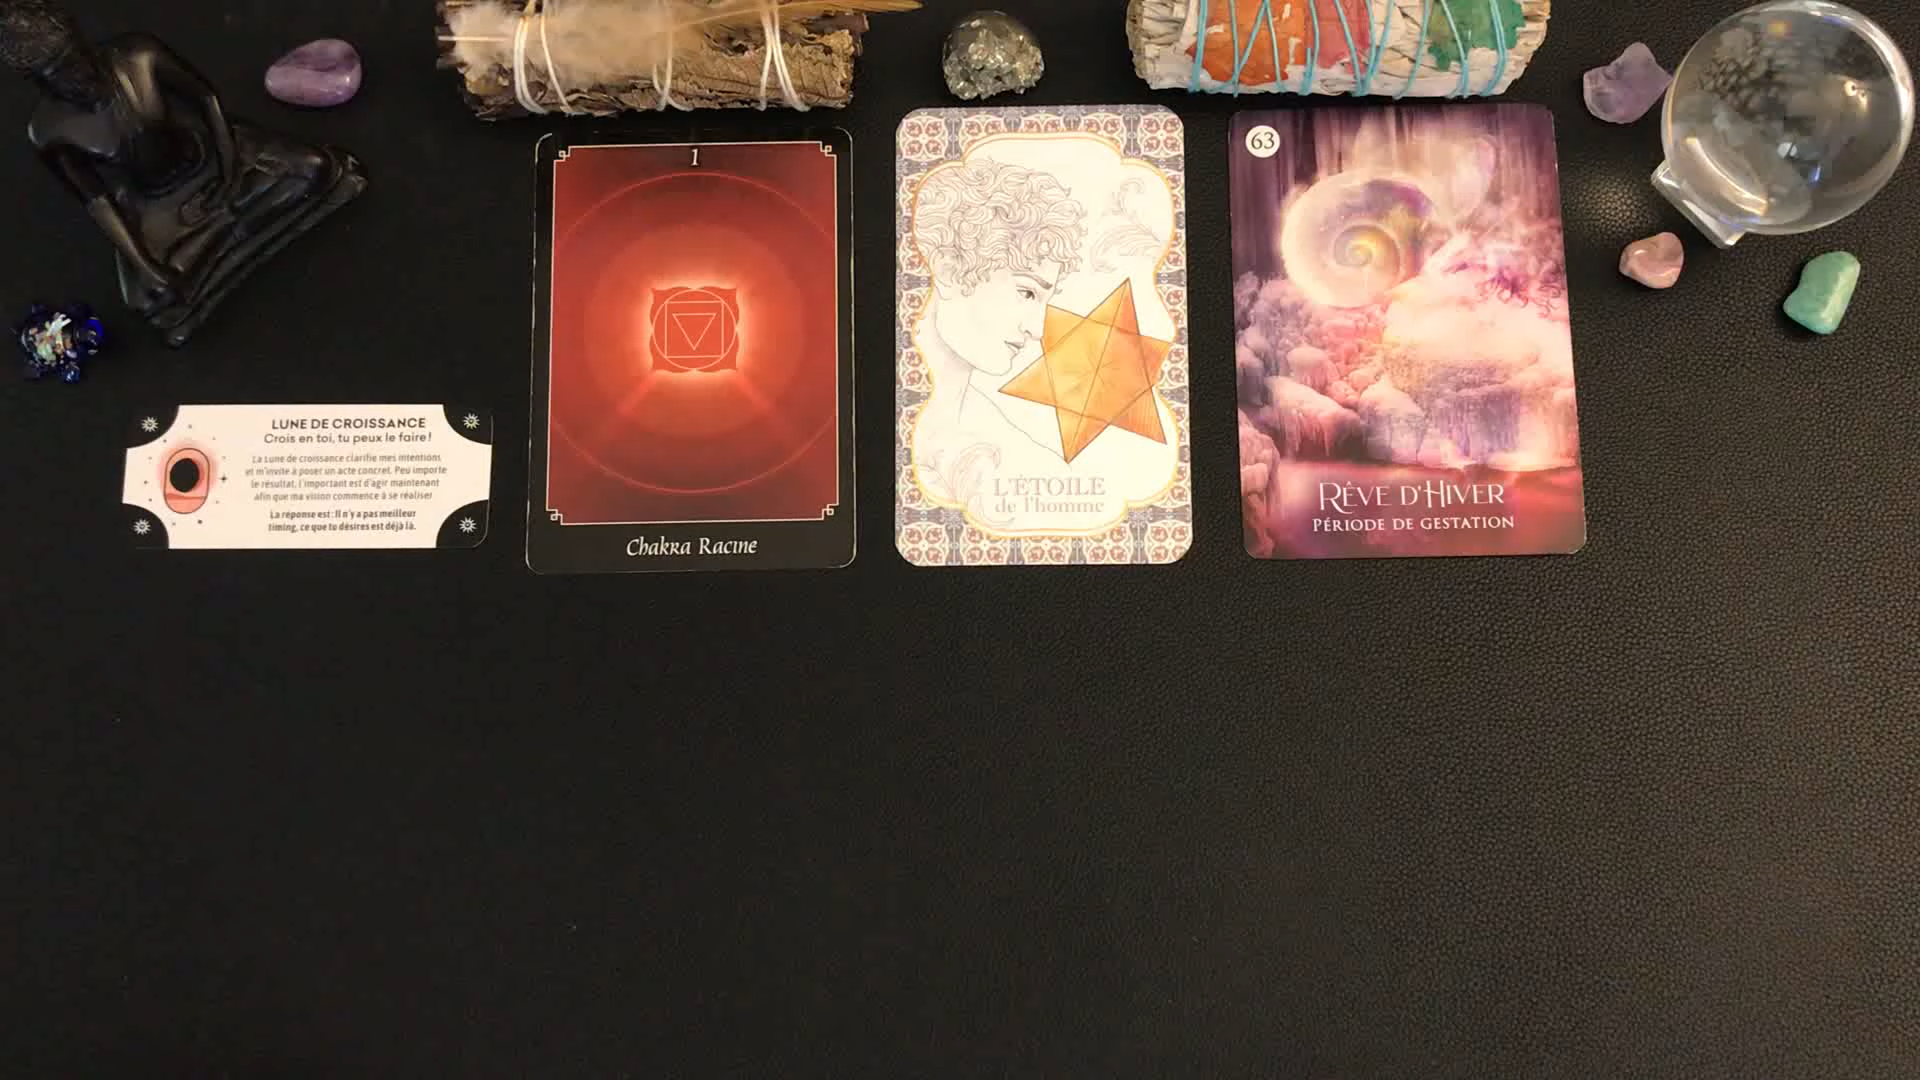 LUNE DE CROISSANCE
Crois en toi, tu peux le faire!
La Lune de croissance clarifie mes intentions
et m'invite à poser un acte concret. Peu importe
le résultat, l'important est d'agir maintenant
afin que ma vision commence à se réaliser
La réponse est : Il n'y a pas meilleur
timing, ce que tu désires est déjà là.
1
Chakra Racine
L'ÉTOILE
de l'homme
63
RÊVE D'HIVER
PÉRIODE DE GESTATION